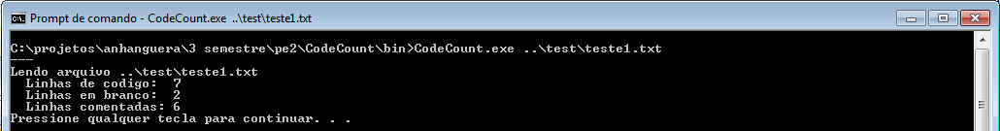 Prompt de comando - CodeCount.exe ..\test\teste1.txt
C:\projetos\anhanguera\3 semestre\pe2\CodeCount\bin>CodeCount.exe ..\test\teste1.txt
---
Lendo arquivo ..\test\teste1.txt
  Linhas de codigo:  7
  Linhas em branco:  2
  Linhas comentadas: 6
Pressione qualquer tecla para continuar. . .